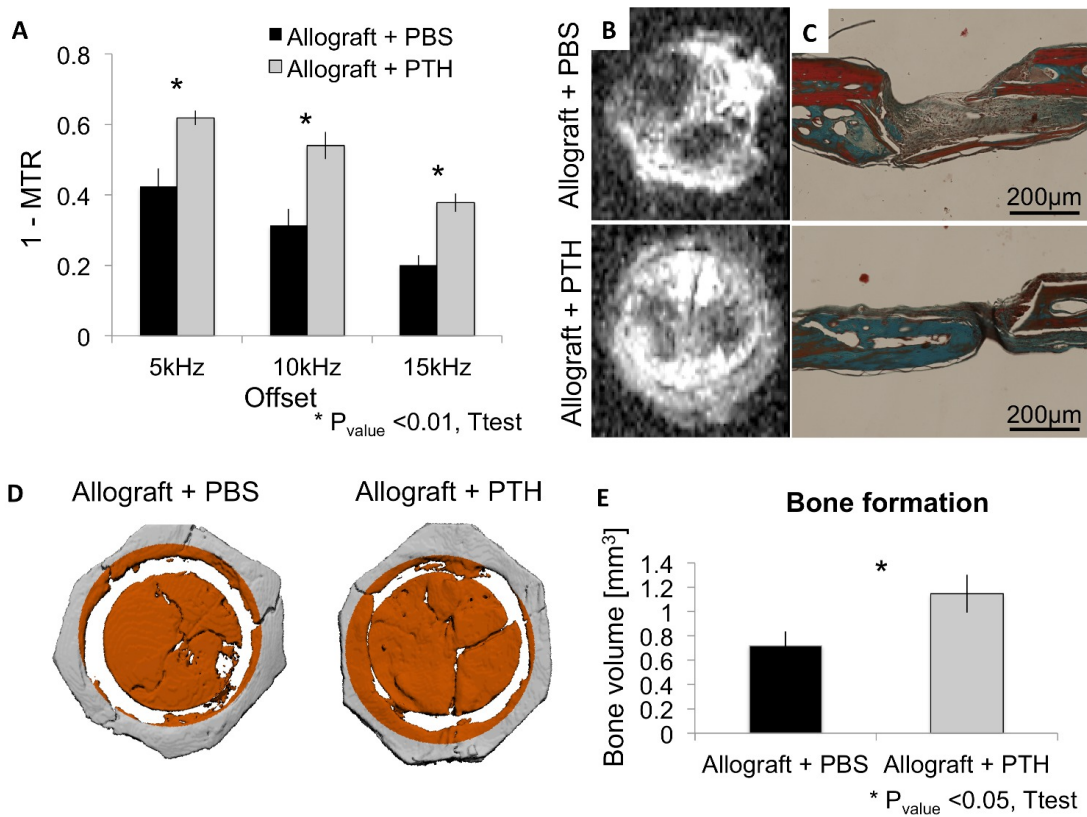 A
Allograft + PBS
Allograft + PTH
0.8
0.6
0.4
0.2
0
1 - MTR
*
*
*
5kHz 10kHz 15kHz
Offset
* Pvalue <0.01, Ttest
B
Allograft + PBS
Allograft + PTH
C
200µm
200µm
D
Allograft + PBS Allograft + PTH
E
Bone formation
Bone volume [mm³]
1.4
1.2
1
0.8
0.6
0.4
0.2
0
*
Allograft + PBS Allograft + PTH
* Pvalue <0.05, Ttest